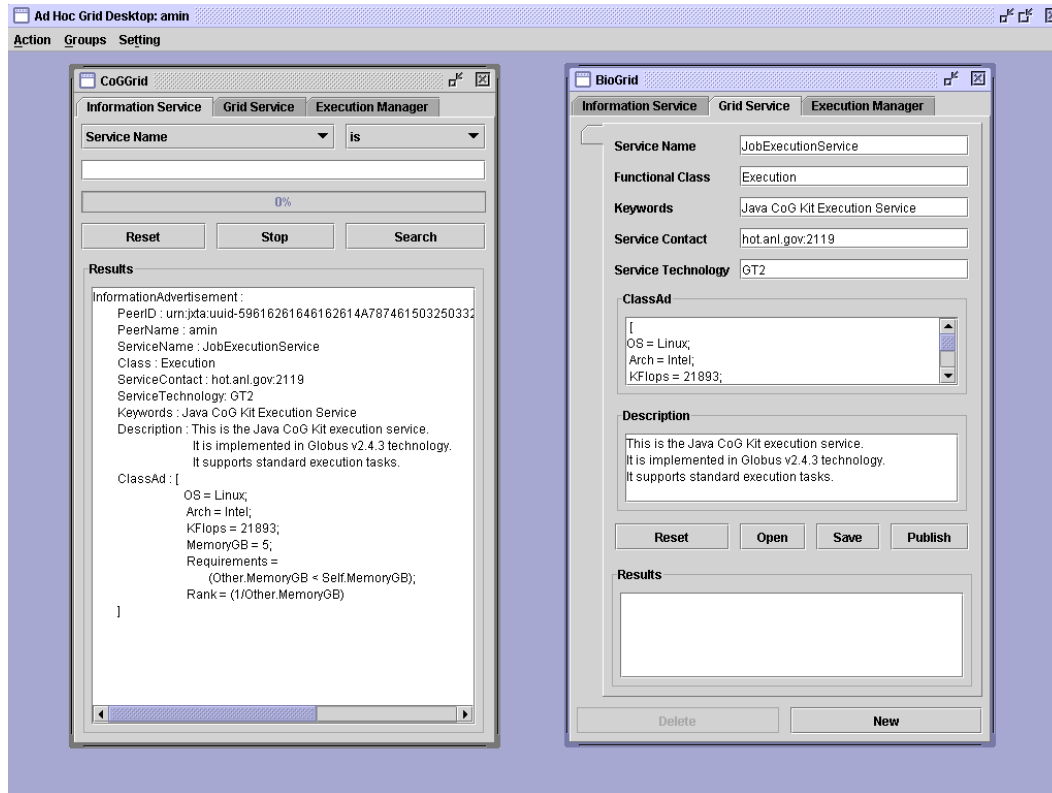 Ad Hoc Grid Desktop: amin
Action Groups Setting
CoGGrid
Information Service Grid Service Execution Manager
Service Name is
0%
Reset Stop Search
Results
InformationAdvertisement :
PeerID : urn:jxta:uuid-59616261646162614A787461503250332
PeerName : amin
ServiceName : JobExecutionService
Class : Execution
ServiceContact : hot.anl.gov:2119
ServiceTechnology: GT2
Keywords : Java CoG Kit Execution Service
Description : This is the Java CoG Kit execution service.
It is implemented in Globus v2.4.3 technology.
It supports standard execution tasks.
ClassAd : [
OS = Linux;
Arch = Intel;
KFlops = 21893;
MemoryGB = 5;
Requirements =
(Other.MemoryGB < Self.MemoryGB);
Rank = (1/Other.MemoryGB)
]
BioGrid
Information Service Grid Service Execution Manager
Service Name JobExecutionService
Functional Class Execution
Keywords Java CoG Kit Execution Service
Service Contact hot.anl.gov:2119
Service Technology GT2
ClassAd
[
OS = Linux;
Arch = Intel;
KFlops = 21893;
Description
This is the Java CoG Kit execution service.
It is implemented in Globus v2.4.3 technology.
It supports standard execution tasks.
Reset Open Save Publish
Results
Delete New